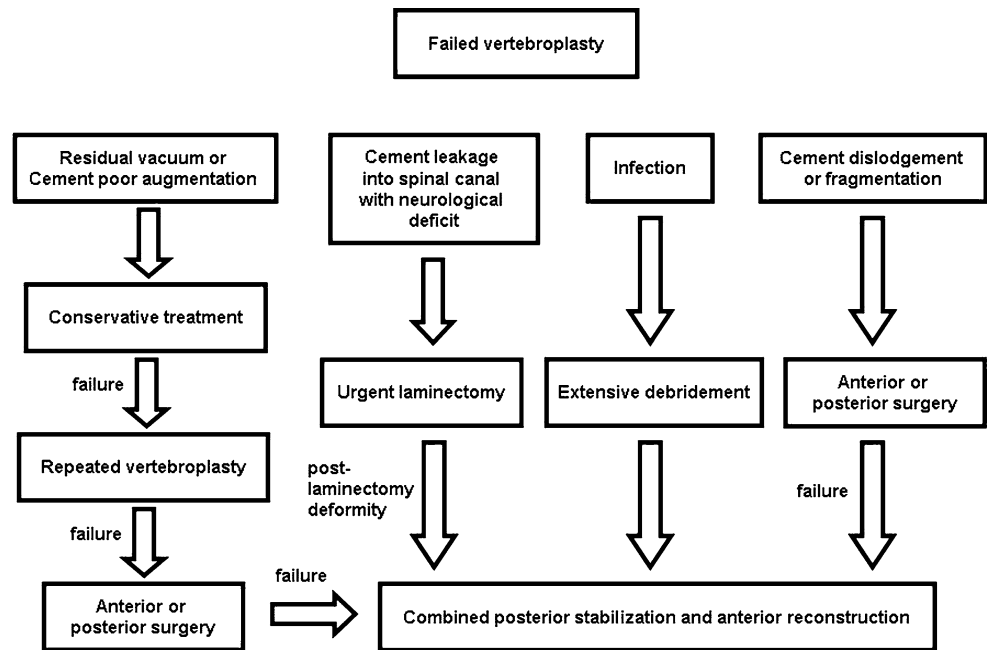 Failed vertebroplasty
Residual vacuum or
Cement poor augmentation
Cement leakage
into spinal canal
with neurological
deficit
Infection
Cement dislodgement
or fragmentation
Conservative treatment
failure
Repeated vertebroplasty
failure
Anterior or
posterior surgery
failure
Urgent laminectomy
post-
laminectomy
deformity
Extensive debridement
Anterior or
posterior surgery
failure
Combined posterior stabilization and anterior reconstruction